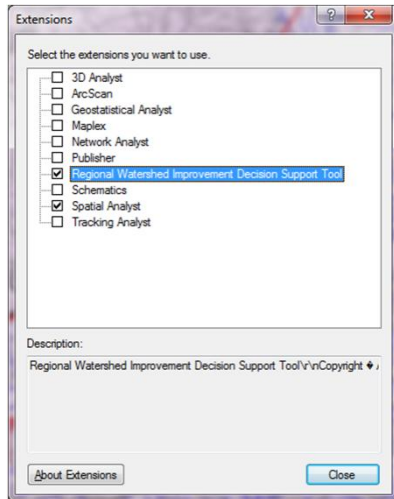 Extensions
Select the extensions you want to use.
3D Analyst
ArcScan
Geostatistical Analyst
Maplex
Network Analyst
Publisher
Regional Watershed Improvement Decision Support Tool
Schematics
Spatial Analyst
Tracking Analyst
Description:
Regional Watershed Improvement Decision Support Tool\r\nCopyright �
About Extensions
Close